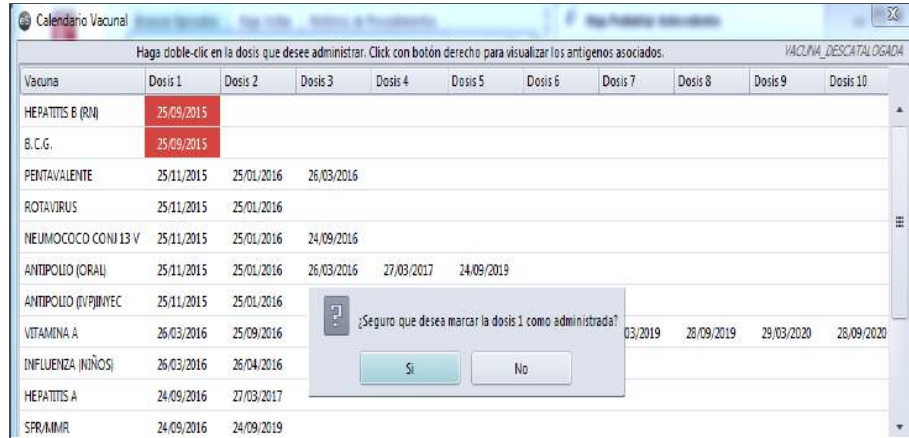 Calendario Vacunal
Haga doble-clic en la dosis que desee administrar. Click con botón derecho para visualizar los antígenos asociados. VACUNA_DESCATALOGADA
Vacuna Dosis 1 Dosis 2 Dosis 3 Dosis 4 Dosis 5 Dosis 6 Dosis 7 Dosis 8 Dosis 9 Dosis 10
HEPATITIS B (RN) 25/09/2015
B.C.G. 25/09/2015
PENTAVALENTE 25/11/2015 25/01/2016 26/03/2016
ROTAVIRUS 25/11/2015 25/01/2016
NEUMOCOCO CONJ 13 V 25/11/2015 25/01/2016 24/09/2016
ANTIPOLIO (ORAL) 25/11/2015 25/01/2016 26/03/2016 27/03/2017 24/09/2019
ANTIPOLIO (IVP)INYEC 25/11/2015 25/01/2016
¿Seguro que desea marcar la dosis 1 como administrada?
VITAMINA A 26/03/2016 25/09/2016 03/2019 28/09/2019 29/03/2020 28/09/2020
INFLUENZA (NIÑOS) 26/03/2016 26/04/2016
Si No
HEPATITIS A 24/09/2016 27/03/2017
SPR/MMR 24/09/2016 24/09/2019